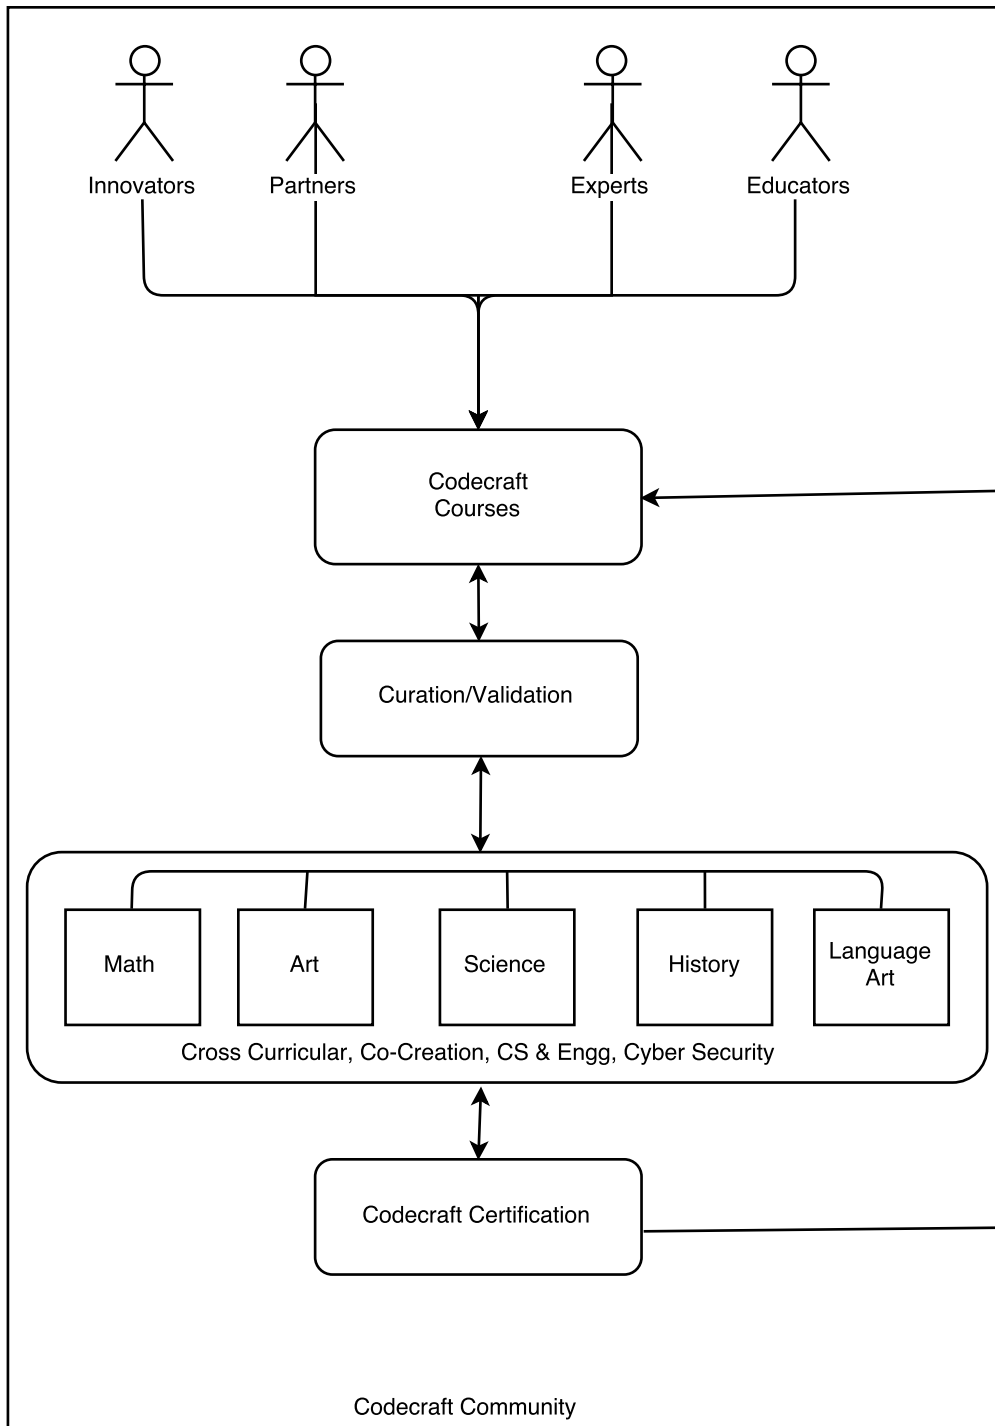 Innovators
Partners
Experts
Educators
Codecraft
Courses
Curation/Validation
Math
Art
Science
History
Language
Art
Cross Curricular, Co-Creation, CS & Engg, Cyber Security
Codecraft Certification
Codecraft Community